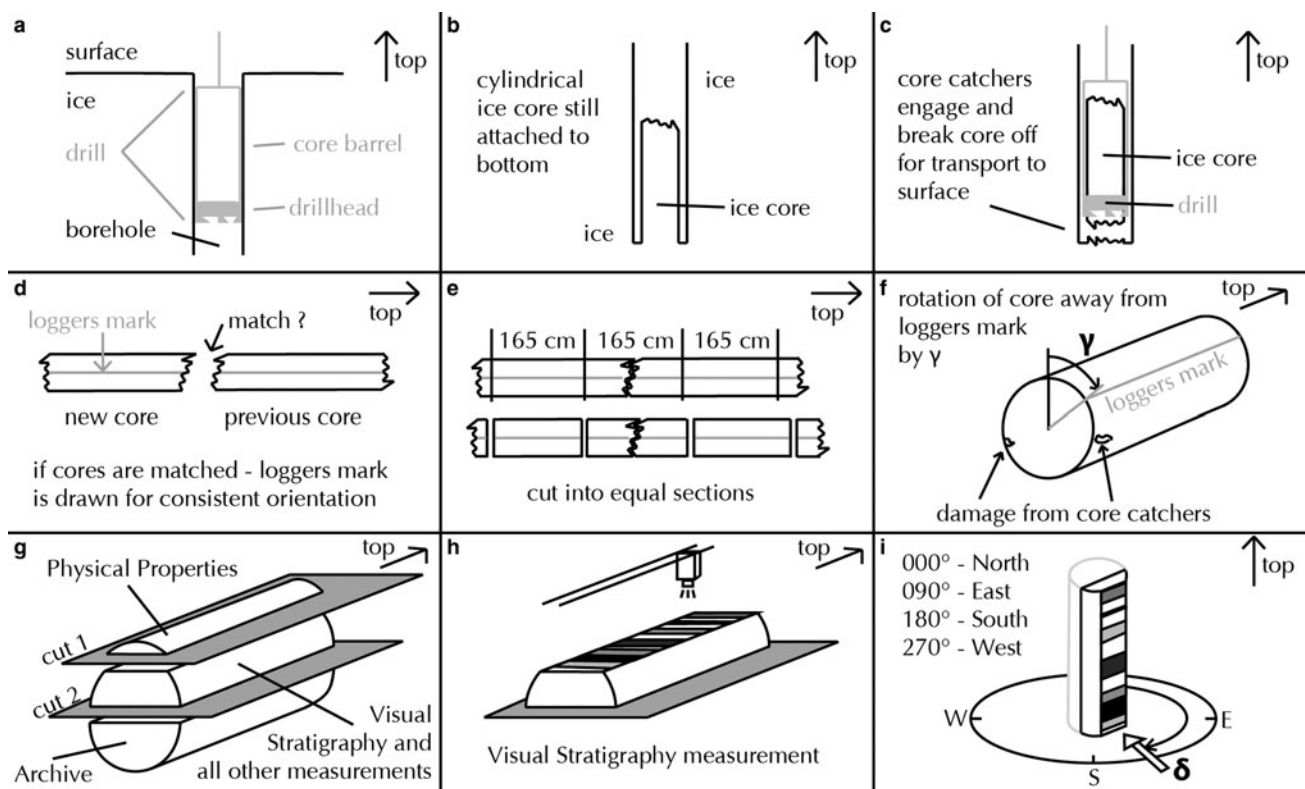 a
surface
top
ice
drill
core barrel
drillhead
borehole
b
top
cylindrical
ice core still
attached to
bottom
ice
ice core
ice
c
top
core catchers
engage and
break core off
for transport to
surface
ice core
drill
d
top
loggers mark
match ?
new core
previous core
if cores are matched - loggers mark
is drawn for consistent orientation
e
top
165 cm
165 cm
165 cm
cut into equal sections
f
top
rotation of core away from
loggers mark
by γ
γ
loggers mark
damage from core catchers
g
top
Physical Properties
cut 1
cut 2
Visual
Stratigraphy and
all other measurements
Archive
h
top
Visual Stratigraphy measurement
i
000° - North
090° - East
180° - South
270° - West
top
W
E
S
δ